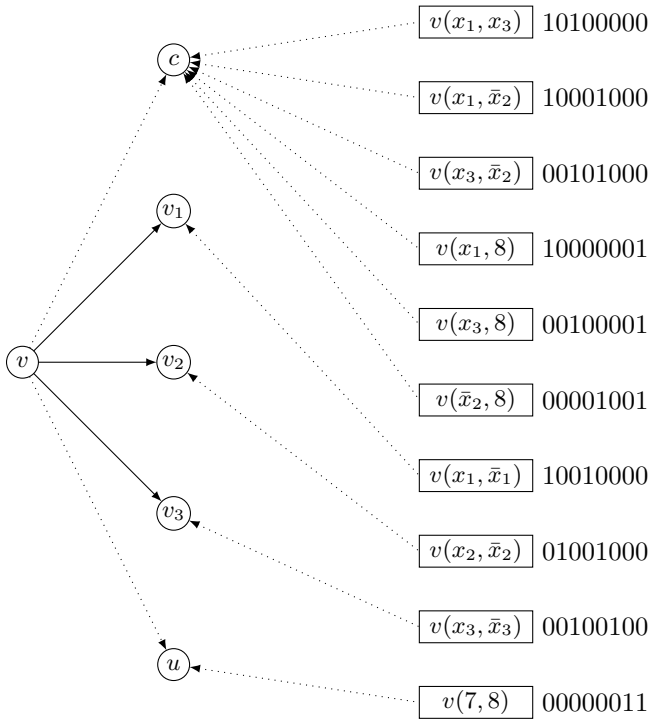 v(x₁, x₃) 10100000
c
v(x₁, x̄₂) 10001000
v(x₃, x̄₂) 00101000
v₁
v(x₁, 8) 10000001
v(x₃, 8) 00100001
v
v₂
v(x̄₂, 8) 00001001
v(x₁, x̄₁) 10010000
v₃
v(x₂, x̄₂) 01001000
v(x₃, x̄₃) 00100100
u
v(7, 8) 00000011